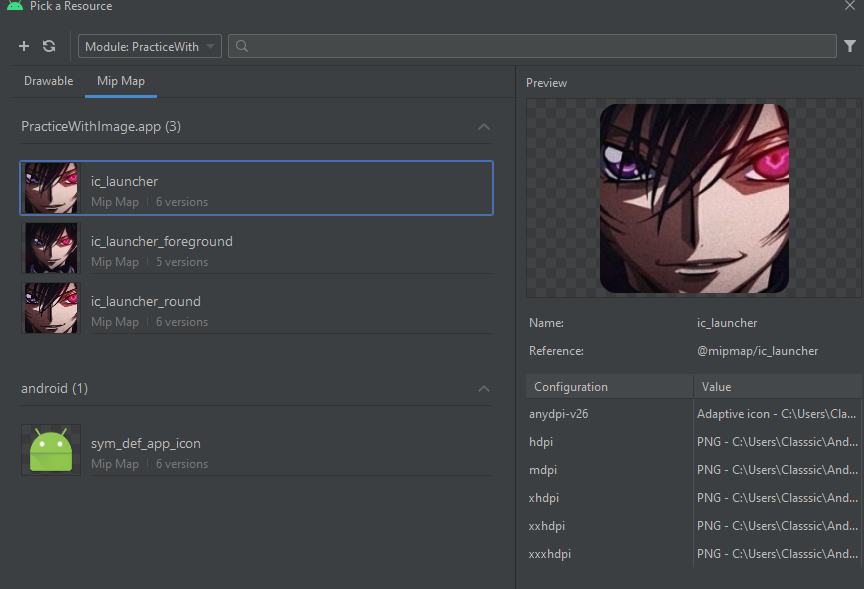 Pick a Resource
Module: PracticeWith
Drawable
Mip Map
PracticeWithImage.app (3)
ic_launcher
Mip Map | 6 versions
ic_launcher_foreground
Mip Map | 5 versions
ic_launcher_round
Mip Map | 6 versions
android (1)
sym_def_app_icon
Mip Map | 6 versions
Preview
Name: ic_launcher
Reference: @mipmap/ic_launcher
Configuration Value
anydpi-v26 Adaptive icon - C:\Users\Cla...
hdpi PNG - C:\Users\Classsic\And...
mdpi PNG - C:\Users\Classsic\And...
xhdpi PNG - C:\Users\Classsic\And...
xxhdpi PNG - C:\Users\Classsic\And...
xxxhdpi PNG - C:\Users\Classsic\And...